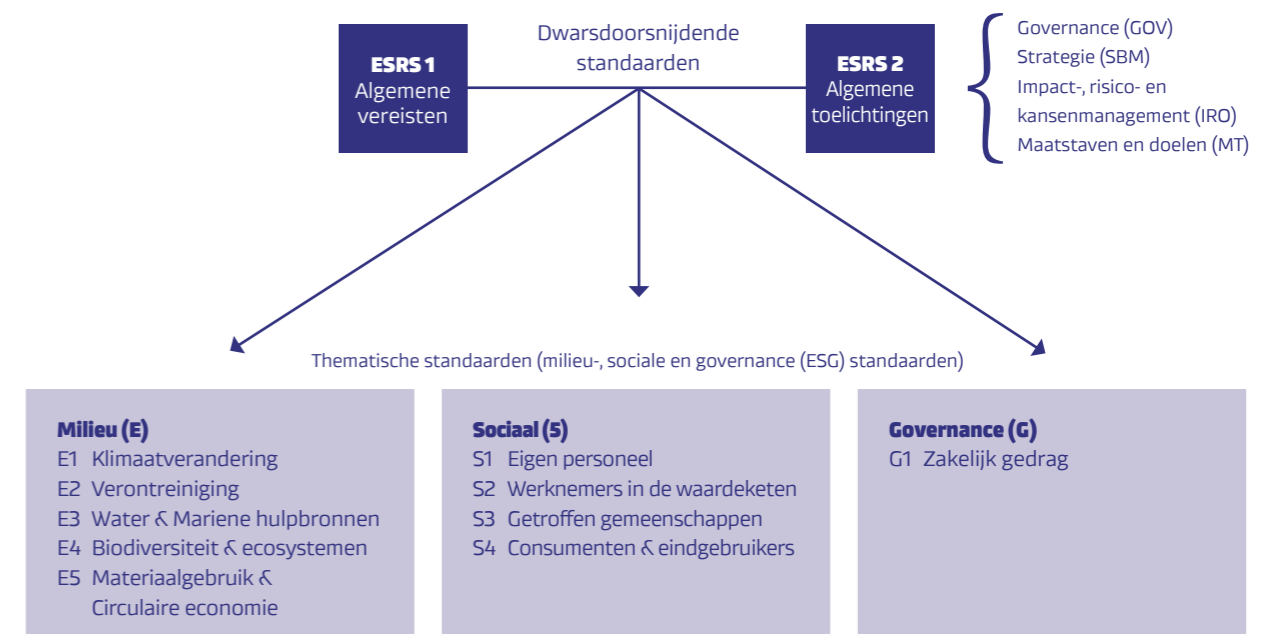 ESRS 1
Algemene
vereisten
Dwarsdoorsnijdende
standaarden
ESRS 2
Algemene
toelichtingen
Governance (GOV)
Strategie (SBM)
Impact-, risico- en
kansenmanagement (IRO)
Maatstaven en doelen (MT)
Thematische standaarden (milieu-, sociale en governance (ESG) standaarden)
Milieu (E)
E1 Klimaatverandering
E2 Verontreiniging
E3 Water & Mariene hulpbronnen
E4 Biodiversiteit & ecosystemen
E5 Materiaalgebruik &
Circulaire economie
Sociaal (5)
S1 Eigen personeel
S2 Werknemers in de waardeketen
S3 Getroffen gemeenschappen
S4 Consumenten & eindgebruikers
Governance (G)
G1 Zakelijk gedrag